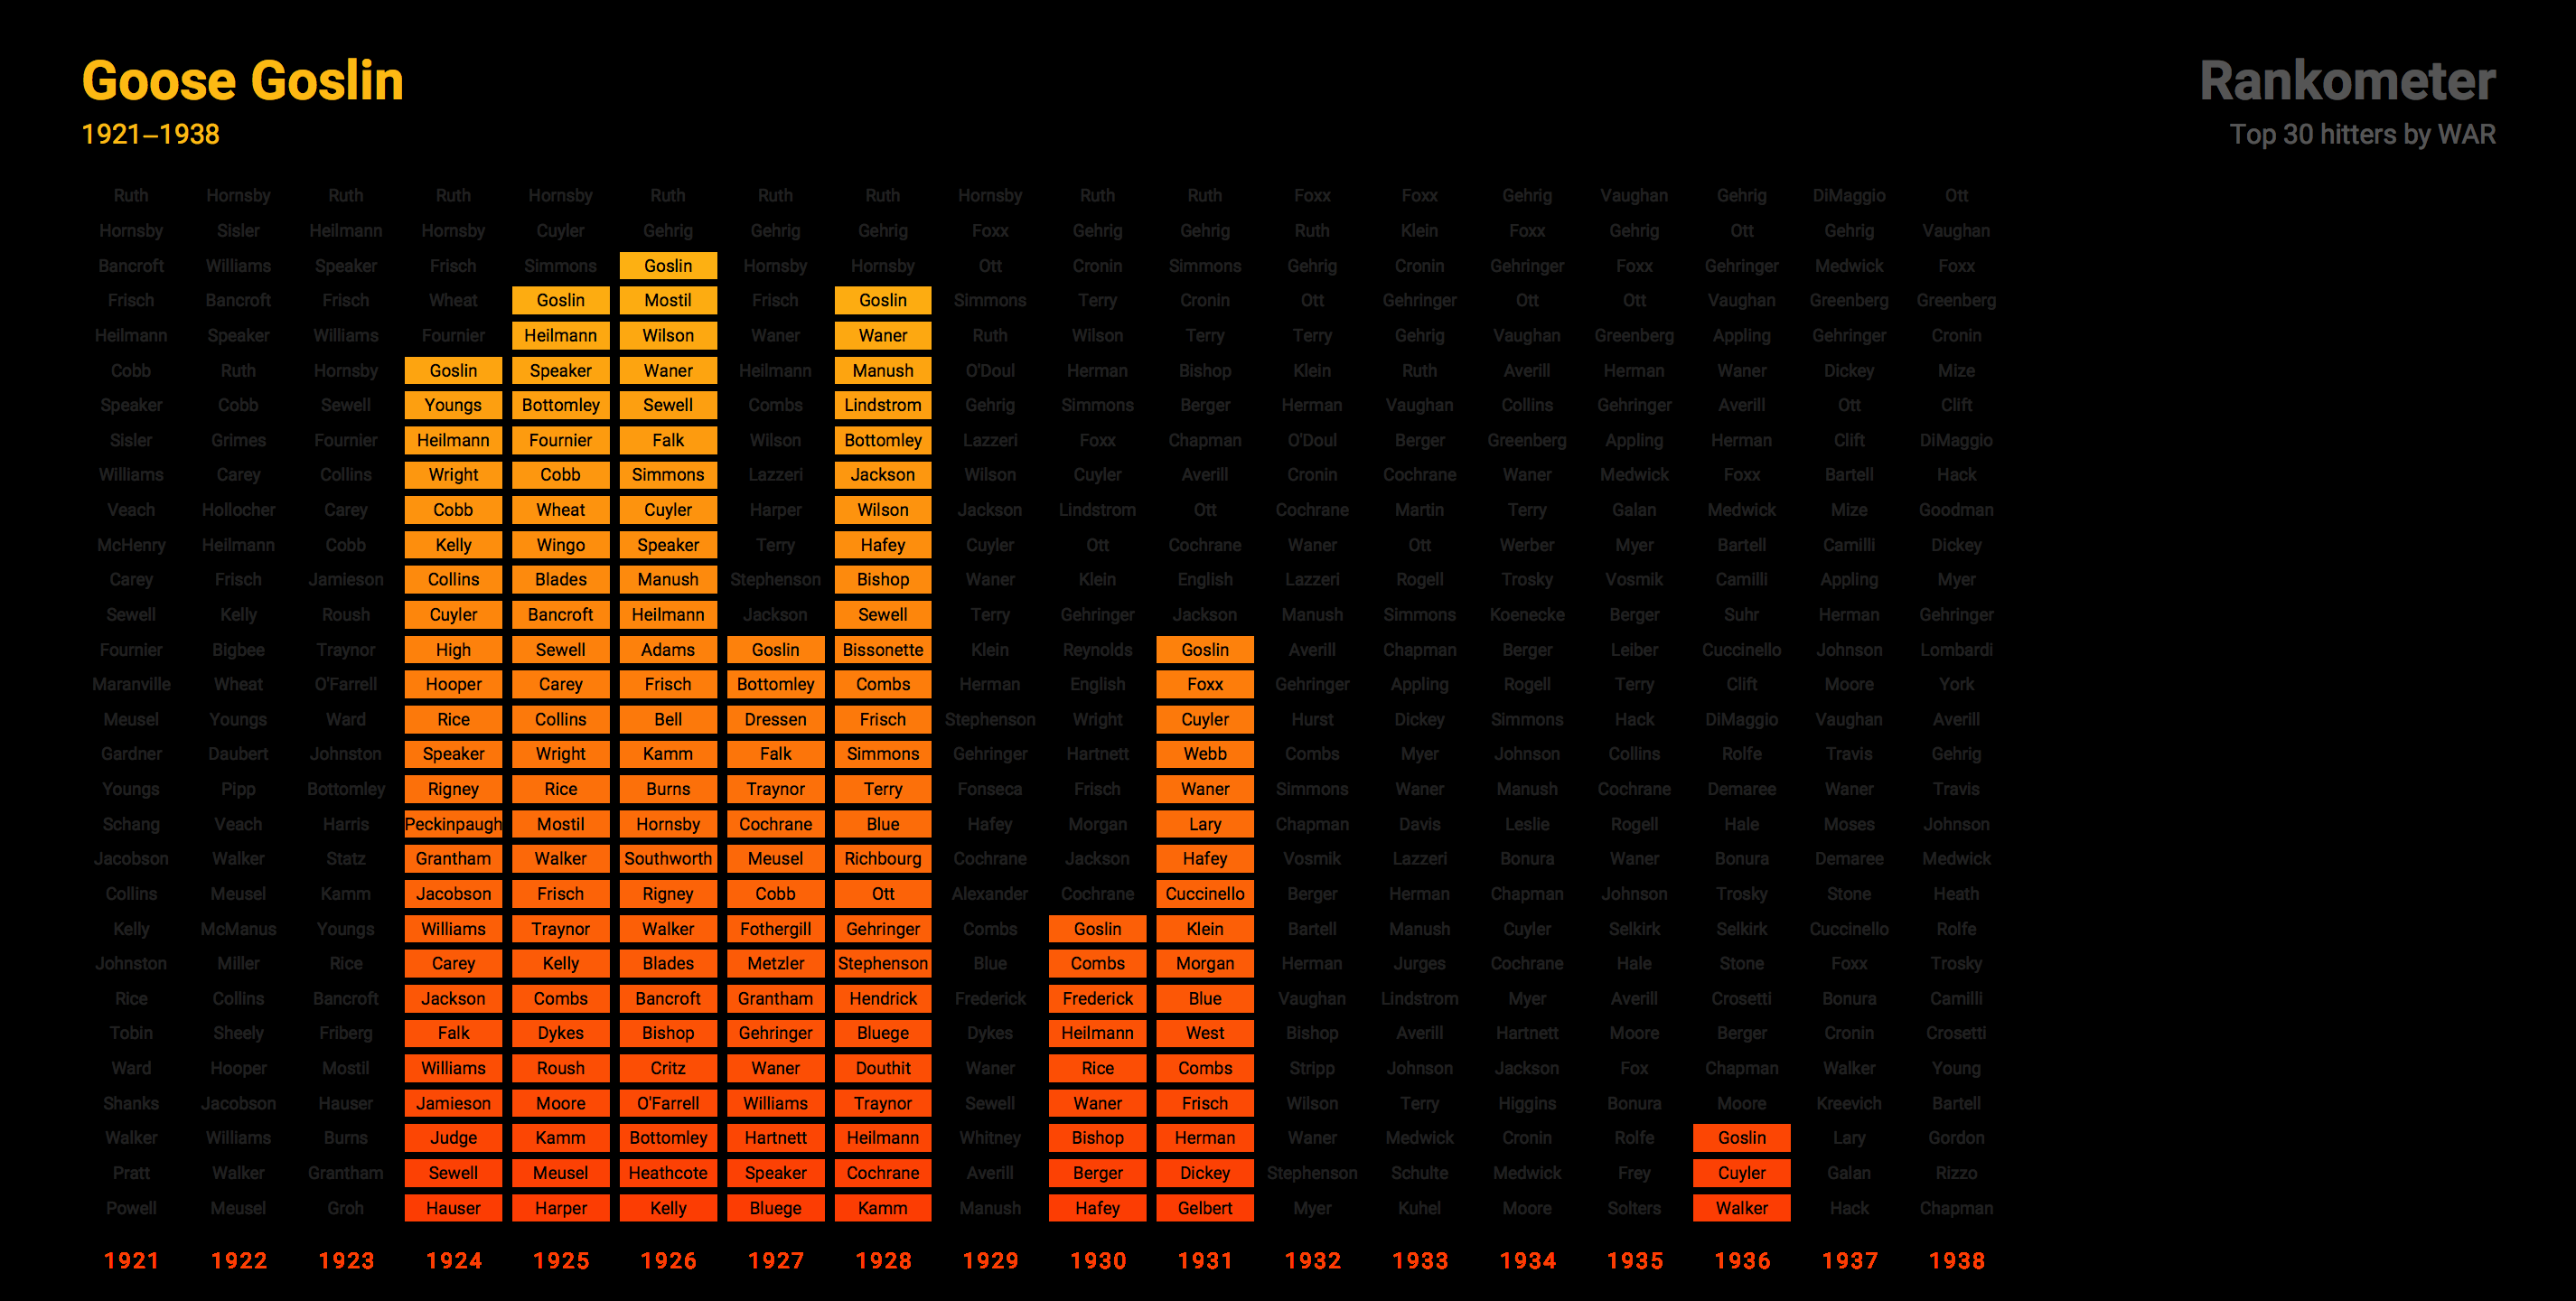 Goose Goslin
1921–1938
Rankometer
Top 30 hitters by WAR
Ruth Hornsby Ruth Ruth Hornsby Ruth Ruth Ruth Hornsby Ruth Ruth Foxx Foxx Gehrig Vaughan Gehrig DiMaggio Ott
Hornsby Sisler Heilmann Hornsby Cuyler Gehrig Gehrig Gehrig Foxx Gehrig Gehrig Ruth Klein Foxx Gehrig Ott Gehrig Vaughan
Bancroft Williams Speaker Frisch Simmons Goslin Hornsby Hornsby Ott Cronin Simmons Gehrig Cronin Gehringer Foxx Gehringer Medwick Foxx
Frisch Bancroft Frisch Wheat Goslin Mostil Frisch Goslin Simmons Terry Cronin Ott Gehringer Ott Ott Vaughan Greenberg Greenberg
Heilmann Speaker Williams Fournier Heilmann Wilson Waner Waner Ruth Wilson Terry Terry Gehrig Vaughan Greenberg Appling Gehringer Cronin
Cobb Ruth Hornsby Goslin Speaker Waner Heilmann Manush O'Doul Herman Bishop Klein Ruth Averill Herman Waner Dickey Mize
Speaker Cobb Sewell Youngs Bottomley Sewell Combs Lindstrom Gehrig Simmons Berger Herman Vaughan Collins Gehringer Averill Ott Clift
Sisler Grimes Fournier Heilmann Fournier Falk Wilson Bottomley Lazzeri Foxx Chapman O'Doul Berger Greenberg Appling Herman Clift DiMaggio
Williams Carey Collins Wright Cobb Simmons Lazzeri Jackson Wilson Cuyler Averill Cronin Cochrane Waner Medwick Foxx Bartell Hack
Veach Hollocher Carey Cobb Wheat Cuyler Harper Wilson Jackson Lindstrom Ott Cochrane Martin Terry Galan Medwick Mize Goodman
McHenry Heilmann Cobb Kelly Wingo Speaker Terry Hafey Cuyler Ott Cochrane Waner Ott Werber Myer Bartell Camilli Dickey
Carey Frisch Jamieson Collins Blades Manush Stephenson Bishop Waner Klein English Lazzeri Rogell Trosky Vosmik Camilli Appling Myer
Sewell Kelly Roush Cuyler Bancroft Heilmann Jackson Sewell Terry Gehringer Jackson Manush Simmons Koenecke Berger Suhr Herman Gehringer
Fournier Bigbee Traynor High Sewell Adams Goslin Bissonette Klein Reynolds Goslin Averill Chapman Berger Leiber Cuccinello Johnson Lombardi
Maranville Wheat O'Farrell Hooper Carey Frisch Bottomley Combs Herman English Foxx Gehringer Appling Rogell Terry Clift Moore York
Meusel Youngs Ward Rice Collins Bell Dressen Frisch Stephenson Wright Cuyler Hurst Dickey Simmons Hack DiMaggio Vaughan Averill
Gardner Daubert Johnston Speaker Wright Kamm Falk Simmons Gehringer Hartnett Webb Combs Myer Johnson Collins Rolfe Travis Gehrig
Youngs Pipp Bottomley Rigney Rice Burns Traynor Terry Fonseca Frisch Waner Simmons Waner Manush Cochrane Demaree Waner Travis
Schang Veach Harris Peckinpaugh Mostil Hornsby Cochrane Blue Hafey Morgan Lary Chapman Davis Leslie Rogell Hale Moses Johnson
Jacobson Walker Statz Grantham Walker Southworth Meusel Richbourg Cochrane Jackson Hafey Vosmik Lazzeri Bonura Waner Bonura Demaree Medwick
Collins Meusel Kamm Jacobson Frisch Rigney Cobb Ott Alexander Cochrane Cuccinello Berger Herman Chapman Johnson Trosky Stone Heath
Kelly McManus Youngs Williams Traynor Walker Fothergill Gehringer Combs Goslin Klein Bartell Manush Cuyler Selkirk Selkirk Cuccinello Rolfe
Johnston Miller Rice Carey Kelly Blades Metzler Stephenson Blue Combs Morgan Herman Jurges Cochrane Hale Stone Foxx Trosky
Rice Collins Bancroft Jackson Combs Bancroft Grantham Hendrick Frederick Frederick Blue Vaughan Lindstrom Myer Averill Crosetti Bonura Camilli
Tobin Sheely Friberg Falk Dykes Bishop Gehringer Bluege Dykes Heilmann West Bishop Averill Hartnett Moore Berger Cronin Crosetti
Ward Hooper Mostil Williams Roush Critz Waner Douthit Waner Rice Combs Stripp Johnson Jackson Fox Chapman Walker Young
Shanks Jacobson Hauser Jamieson Moore O'Farrell Williams Traynor Sewell Waner Frisch Wilson Terry Higgins Bonura Moore Kreevich Bartell
Walker Williams Burns Judge Kamm Bottomley Hartnett Heilmann Whitney Bishop Herman Waner Medwick Cronin Rolfe Goslin Lary Gordon
Pratt Walker Grantham Sewell Meusel Heathcote Speaker Cochrane Averill Berger Dickey Stephenson Schulte Medwick Frey Cuyler Galan Rizzo
Powell Meusel Groh Hauser Harper Kelly Bluege Kamm Manush Hafey Gelbert Myer Kuhel Moore Solters Walker Hack Chapman
1921 1922 1923 1924 1925 1926 1927 1928 1929 1930 1931 1932 1933 1934 1935 1936 1937 1938